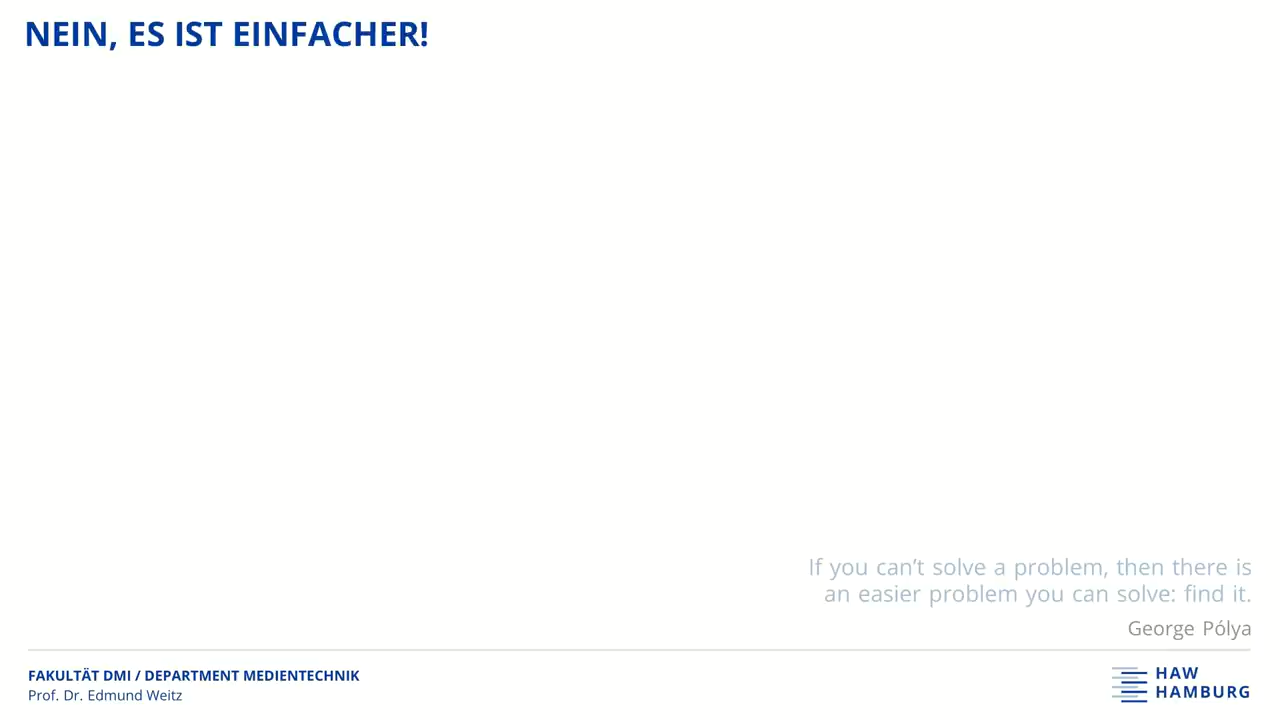 NEIN, ES IST EINFACHER!
If you can’t solve a problem, then there is
an easier problem you can solve: find it.
George Pólya
FAKULTÄT DMI / DEPARTMENT MEDIENTECHNIK
Prof. Dr. Edmund Weitz
HAW
HAMBURG